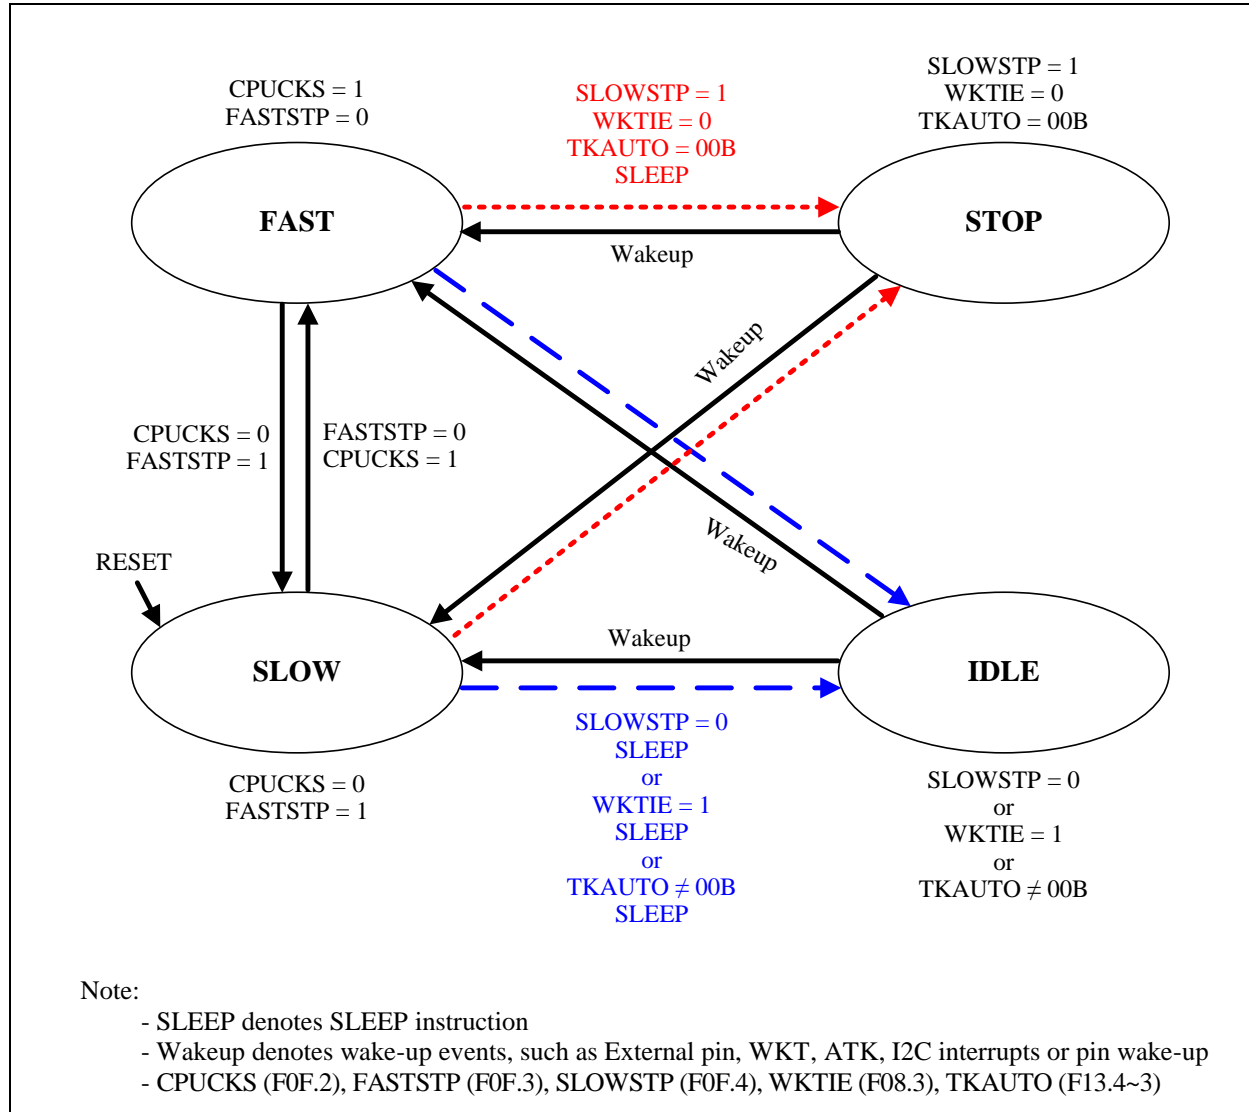 CPUCKS = 1
FASTSTP = 0
SLOWSTP = 1
WKTIE = 0
TKAUTO = 00B
SLEEP
SLOWSTP = 1
WKTIE = 0
TKAUTO = 00B
FAST
STOP
Wakeup
Wakeup
CPUCKS = 0
FASTSTP = 1
FASTSTP = 0
CPUCKS = 1
Wakeup
RESET
Wakeup
SLOW
IDLE
CPUCKS = 0
FASTSTP = 1
SLOWSTP = 0
SLEEP
or
WKTIE = 1
SLEEP
or
TKAUTO ≠ 00B
SLEEP
SLOWSTP = 0
or
WKTIE = 1
or
TKAUTO ≠ 00B
Note:
- SLEEP denotes SLEEP instruction
- Wakeup denotes wake-up events, such as External pin, WKT, ATK, I2C interrupts or pin wake-up
- CPUCKS (F0F.2), FASTSTP (F0F.3), SLOWSTP (F0F.4), WKTIE (F08.3), TKAUTO (F13.4~3)